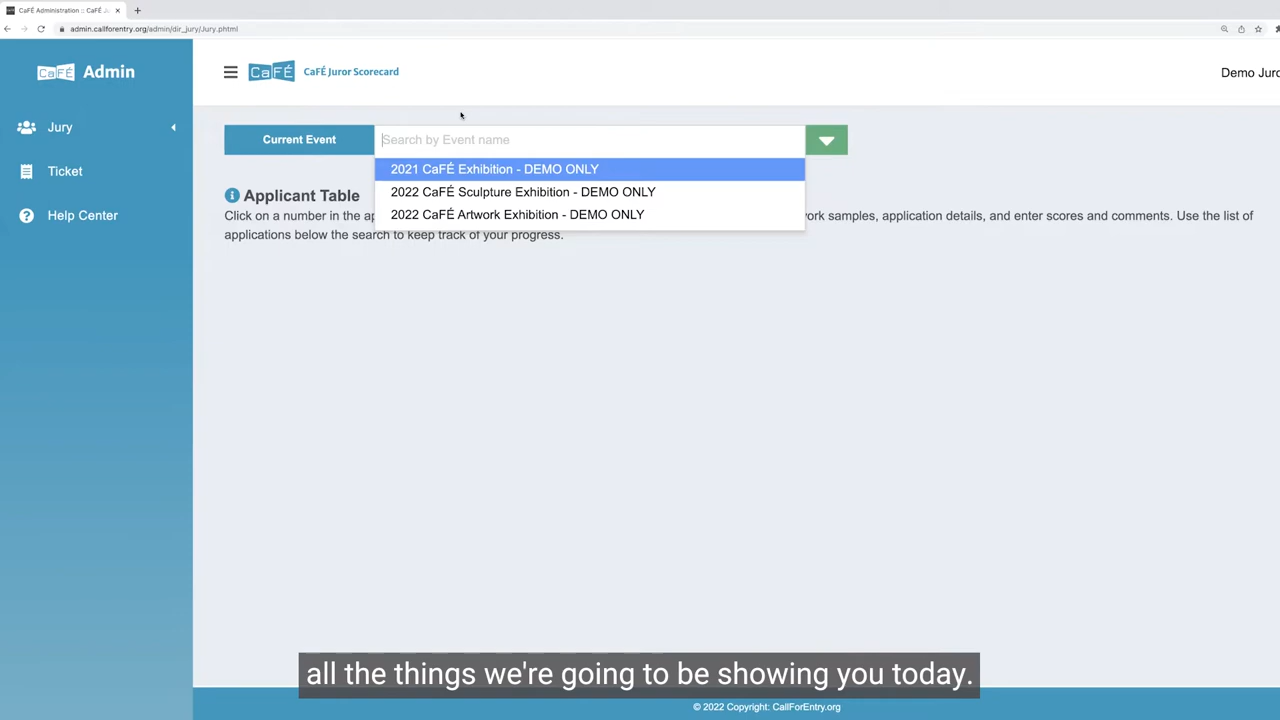 CaFÉ Administration :: CaFÉ J
admin.callforentry.org/admin/dir_jury/Jury.phtml
CaFÉ Admin
CaFÉ CaFÉ Juror Scorecard
Demo Juro
Jury
Ticket
Help Center
Current Event
Search by Event name
2021 CaFÉ Exhibition - DEMO ONLY
2022 CaFÉ Sculpture Exhibition - DEMO ONLY
2022 CaFÉ Artwork Exhibition - DEMO ONLY
Applicant Table
Click on a number in the ap ork samples, application details, and enter scores and comments. Use the list of
applications below the search to keep track of your progress.
all the things we're going to be showing you today.
© 2022 Copyright: CallForEntry.org